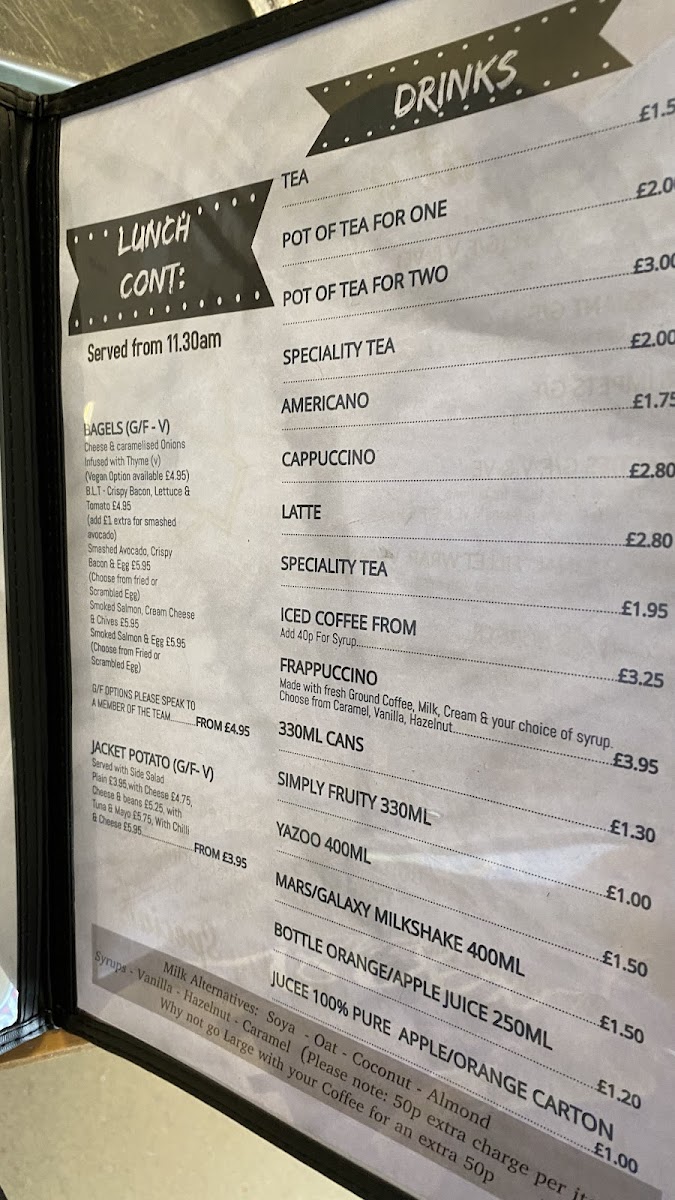 LUNCH
CONT:
Served from 11.30am
BAGELS (G/F - V)
Cheese & caramelised Onions
Infused with Thyme (v)
(Vegan Option available £4.95)
B.L.T - Crispy Bacon, Lettuce &
Tomato £4.95
(add £1 extra for smashed
avocado)
Smashed Avocado, Crispy
Bacon & Egg £5.95
(Choose from fried or
Scrambled Egg)
Smoked Salmon, Cream Cheese
& Chives £5.95
Smoked Salmon & Egg £5.95
(Choose from Fried or
Scrambled Egg)
G/F OPTIONS PLEASE SPEAK TO
A MEMBER OF THE TEAM..........FROM £4.95
JACKET POTATO (G/F- V)
Served with Side Salad
Plain £3.95,with Cheese £4.75,
Cheese & beans £5.25, with
Tuna & Mayo £5.75, With Chilli
& Cheese £5.95....................FROM £3.95
DRINKS
TEA £1.5
POT OF TEA FOR ONE £2.0
POT OF TEA FOR TWO £3.00
SPECIALITY TEA £2.00
AMERICANO £1.75
CAPPUCCINO £2.80
LATTE £2.80
SPECIALITY TEA £1.95
ICED COFFEE FROM
Add 40p For Syrup £3.25
FRAPPUCCINO
Made with fresh Ground Coffee, Milk, Cream & your choice of syrup.
Choose from Caramel, Vanilla, Hazelnut £3.95
330ML CANS £1.30
SIMPLY FRUITY 330ML £1.00
YAZOO 400ML £1.50
MARS/GALAXY MILKSHAKE 400ML £1.50
BOTTLE ORANGE/APPLE JUICE 250ML £1.20
JUCEE 100% PURE APPLE/ORANGE CARTON £1.00
Milk Alternatives: Soya - Oat - Coconut - Almond
Syrups - Vanilla - Hazelnut - Caramel (Please note: 50p extra charge per it
Why not go Large with your Coffee for an extra 50p